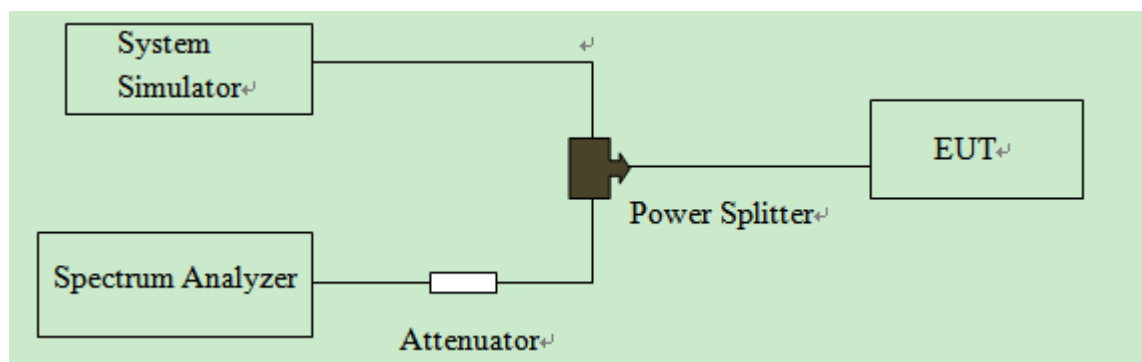 System
Simulator↵
↵
EUT↵
Power Splitter↵
Spectrum Analyzer
Attenuator↵